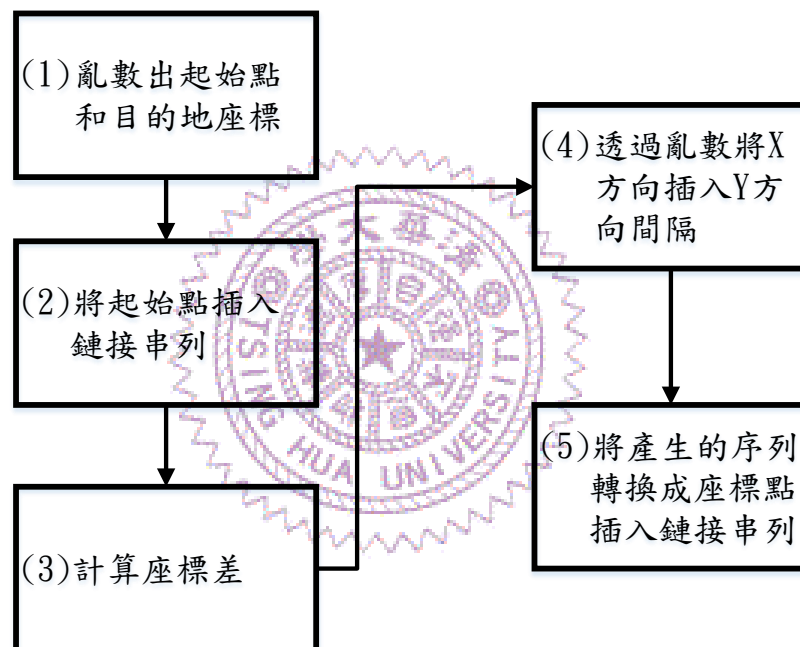 (1)亂數出起始點
和目的地座標
(2)將起始點插入
鏈接串列
(3)計算座標差
(4)透過亂數將X
方向插入Y方
向間隔
(5)將產生的序列
轉換成座標點
插入鏈接串列
TSING HUA UNIVERSITY